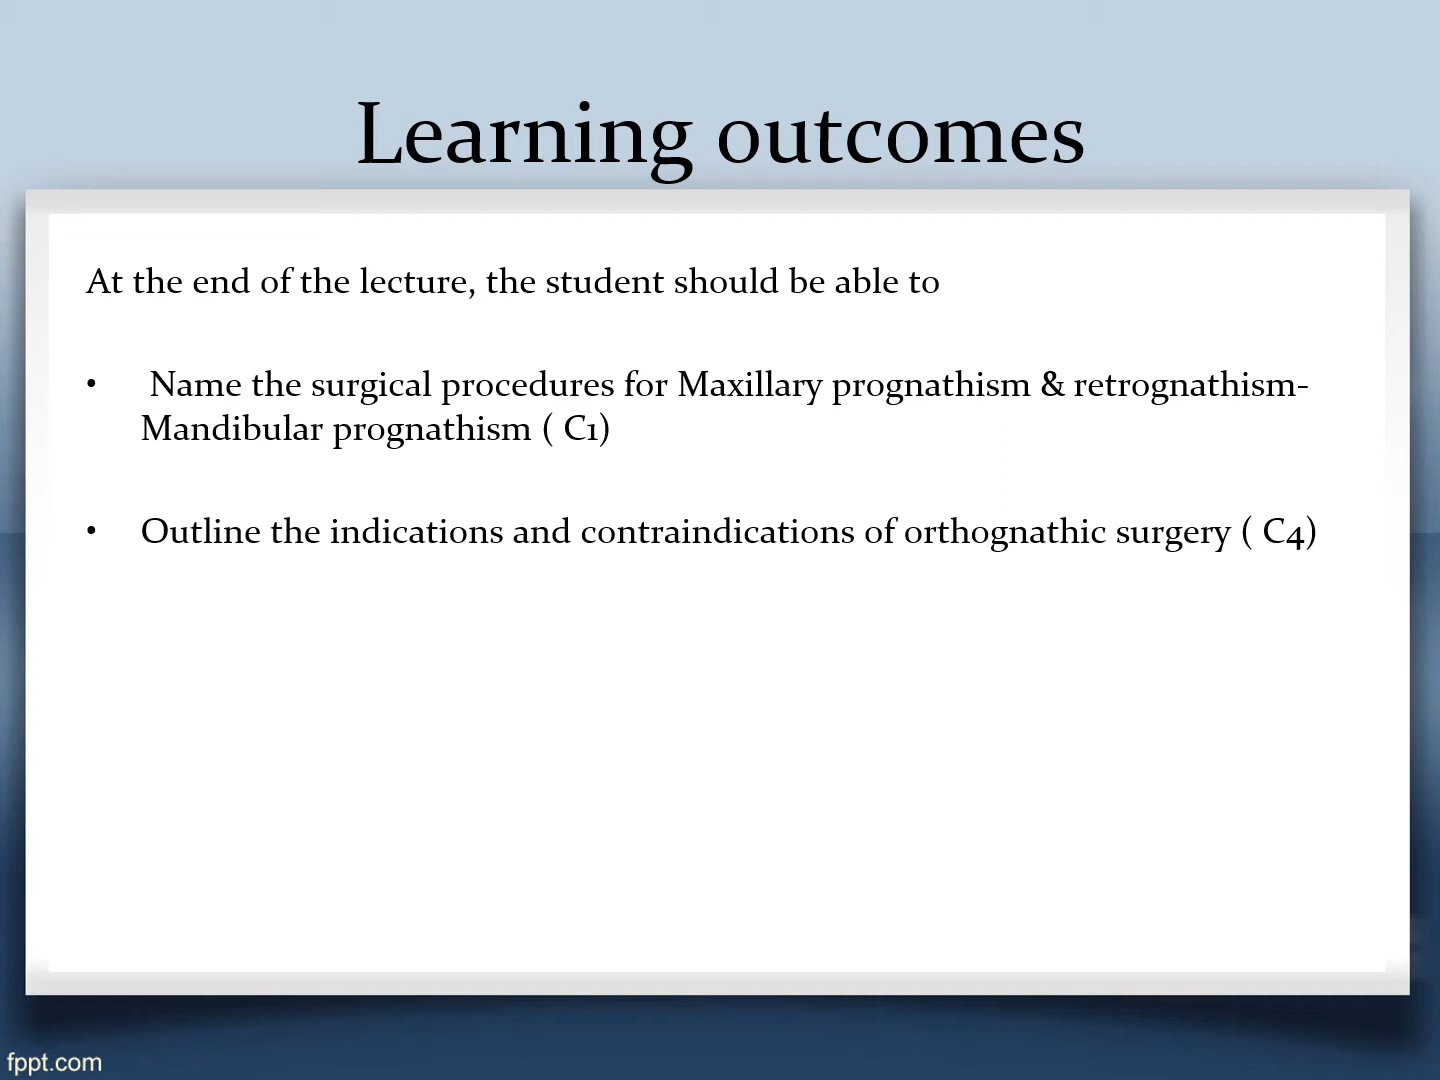 Learning outcomes
At the end of the lecture, the student should be able to
• Name the surgical procedures for Maxillary prognathism & retrognathism-
Mandibular prognathism ( C1)
• Outline the indications and contraindications of orthognathic surgery ( C4)
fppt.com